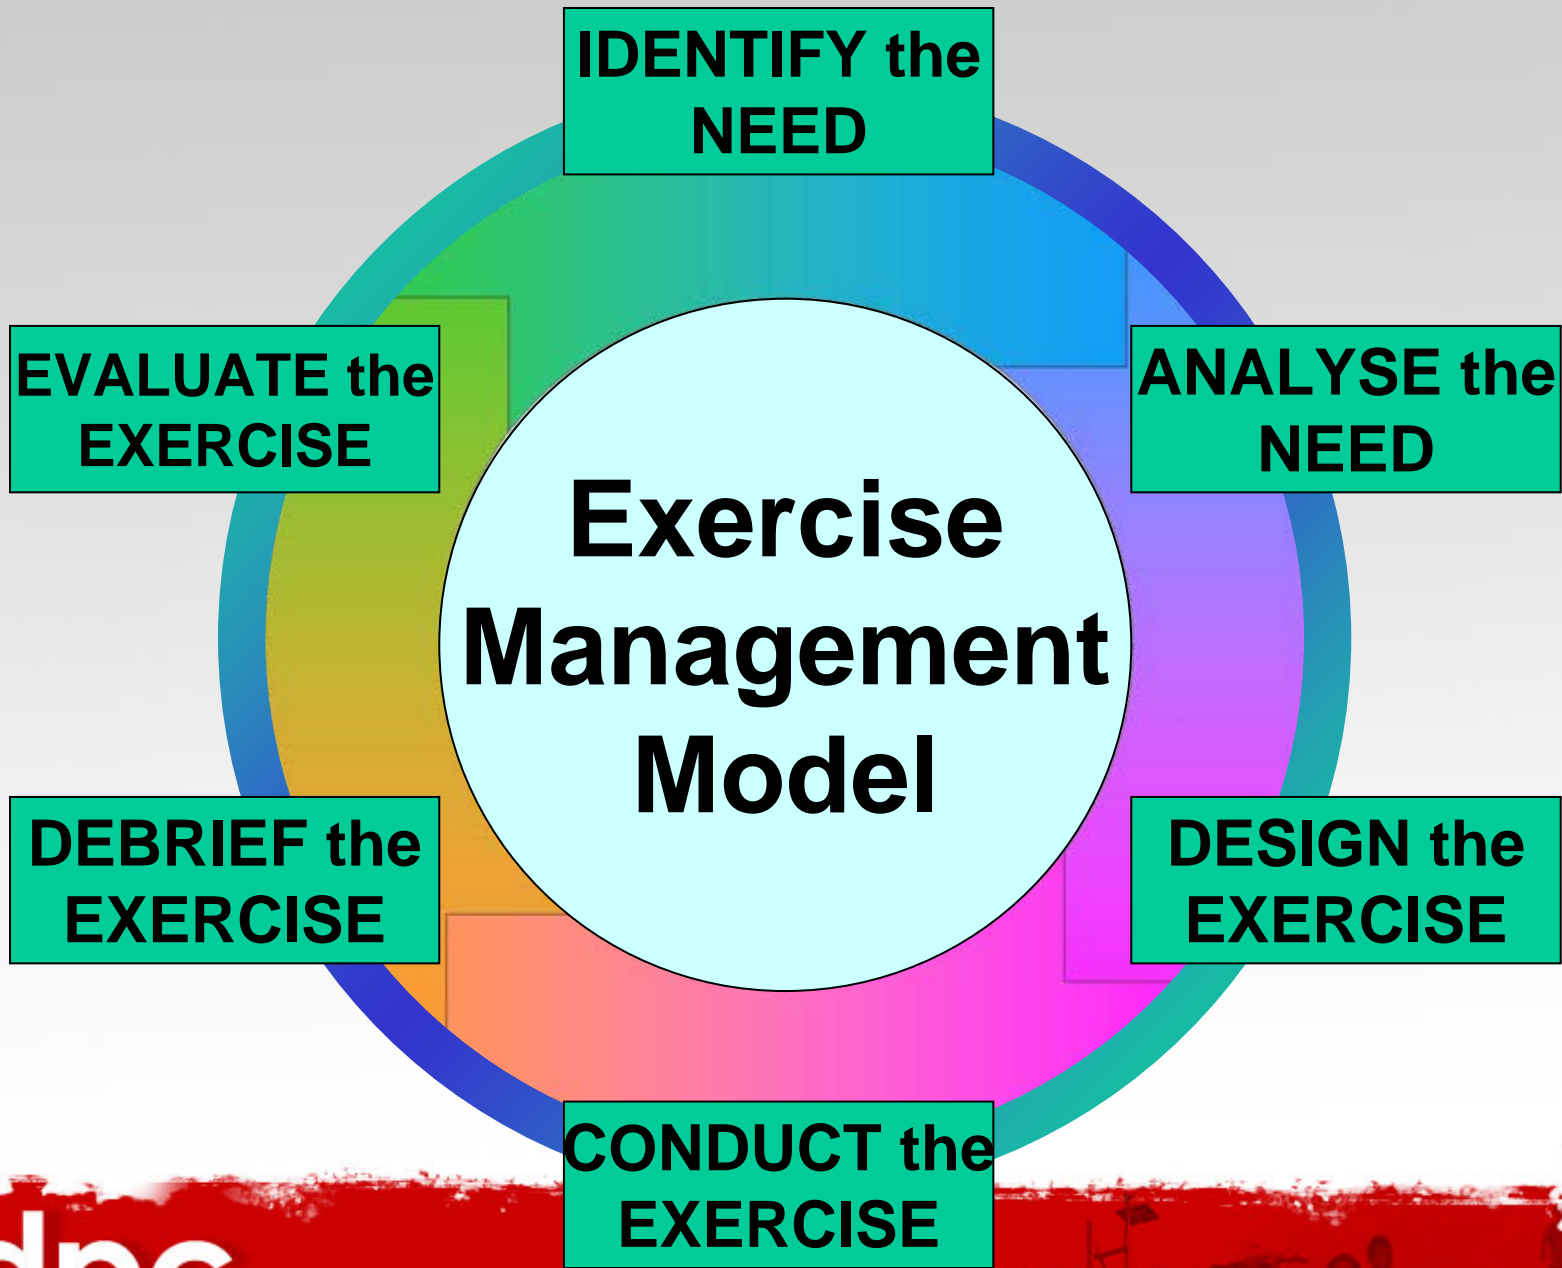 IDENTIFY the
NEED
ANALYSE the
NEED
DESIGN the
EXERCISE
CONDUCT the
EXERCISE
DEBRIEF the
EXERCISE
EVALUATE the
EXERCISE
Exercise
Management
Model